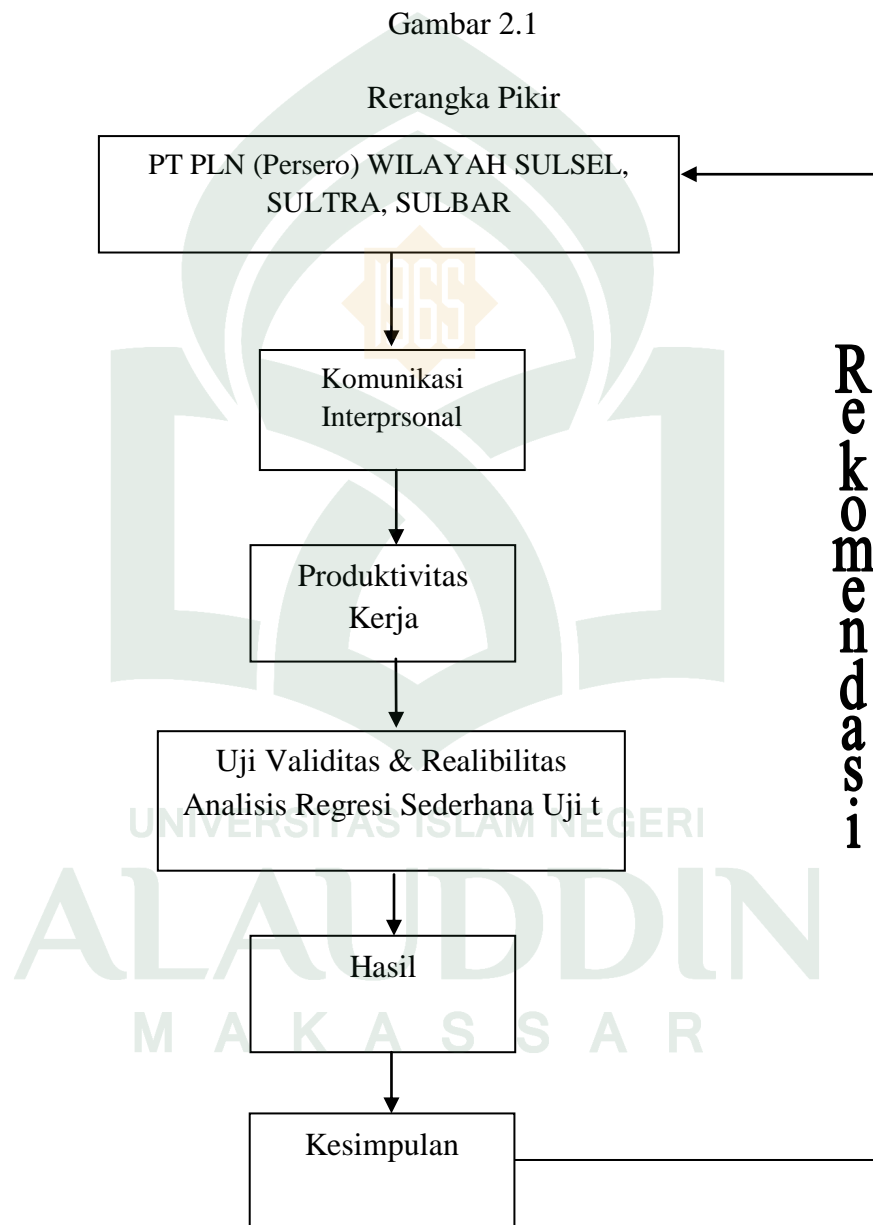 Gambar 2.1
Rerangka Pikir
PT PLN (Persero) WILAYAH SULSEL,
SULTRA, SULBAR
1965
Komunikasi
Interprsonal
Produktivitas
Kerja
Uji Validitas & Realibilitas
Analisis Regresi Sederhana Uji t
UNIVERSITAS ISLAM NEGERI
ALAUDDIN
Hasil
MAKASSAR
Kesimpulan
Rekomendasi